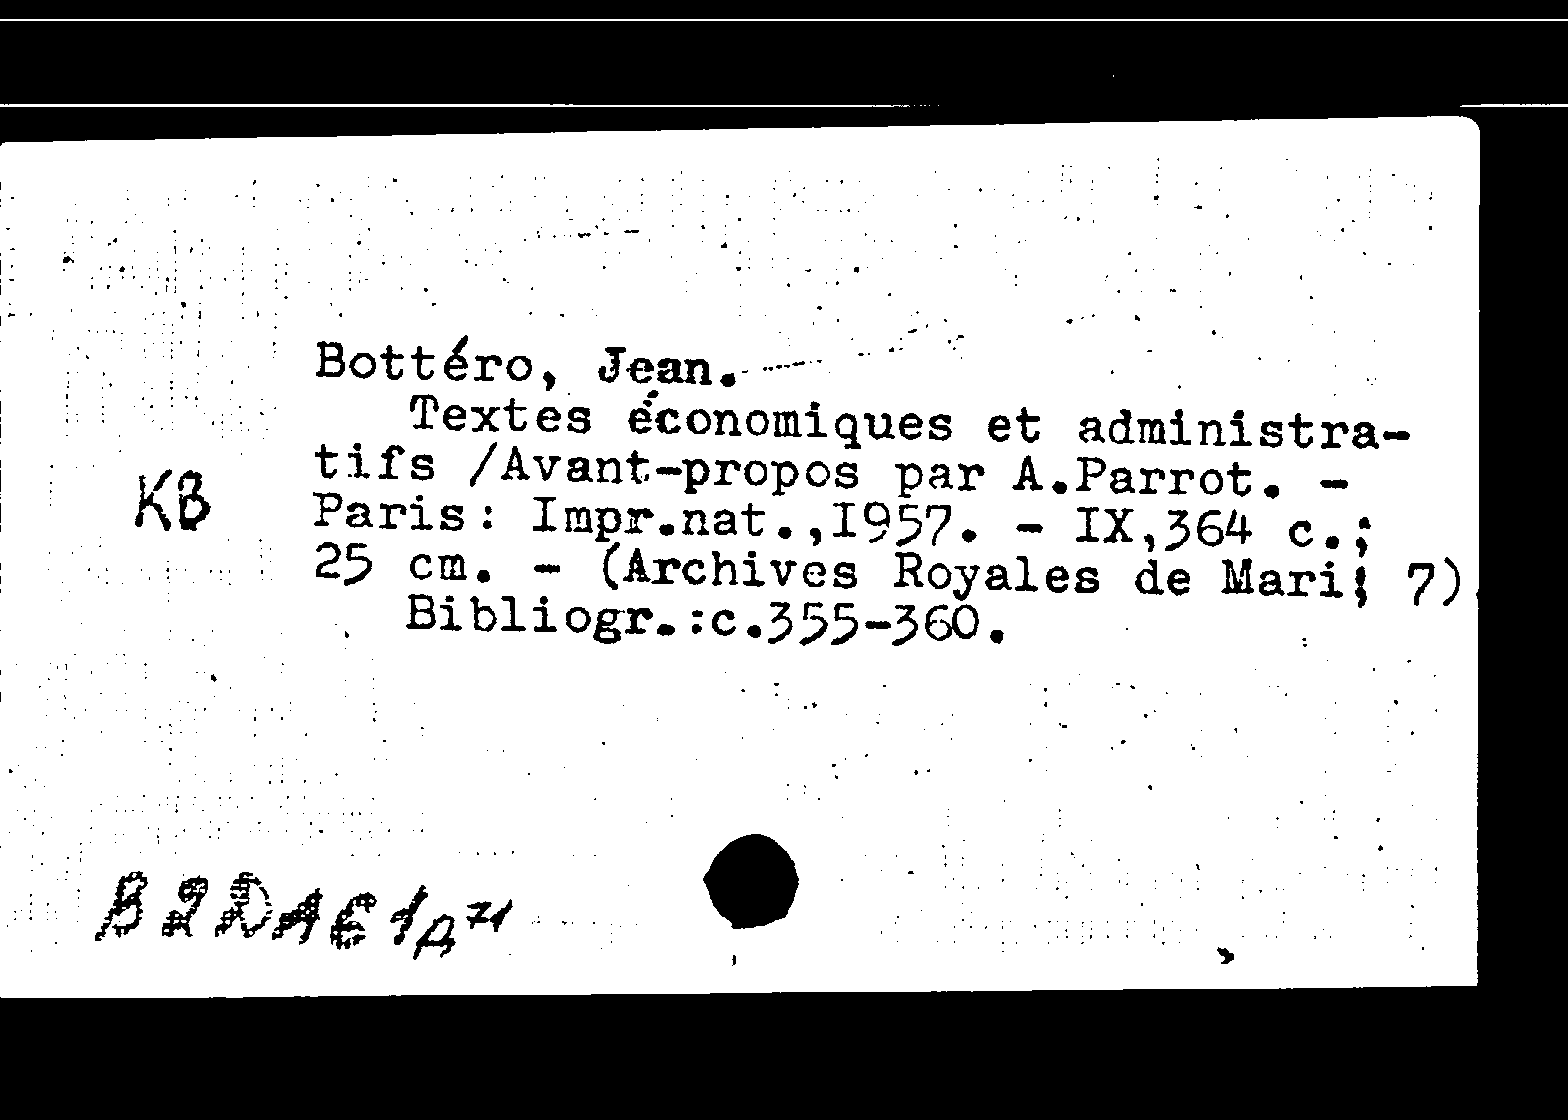 Bottéro, Jean.
Textes économiques et administra-
tifs /Avant-propos par A.Parrot. -
КВ
Paris: Impr.nat.,I957. - IX,364 c.;
25 cm. - (Archives Royales de Mari; 7)
Bibliogr.:c.355-360.